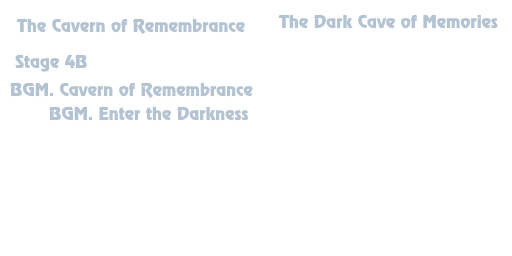 The Cavern of Remembrance
The Dark Cave of Memories
Stage 4B
BGM. Cavern of Remembrance
BGM. Enter the Darkness